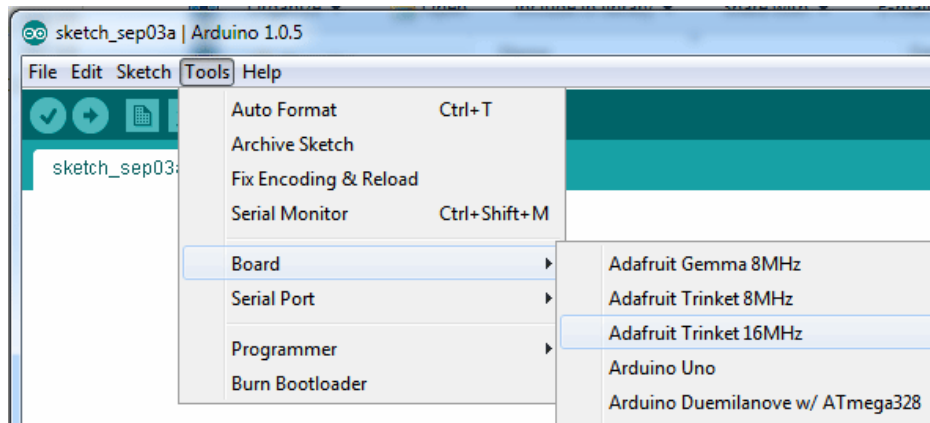 sketch_sep03a | Arduino 1.0.5
File Edit Sketch Tools Help
Auto Format Ctrl+T
Archive Sketch
sketch_sep03a
Fix Encoding & Reload
Serial Monitor Ctrl+Shift+M
Board
Adafruit Gemma 8MHz
Serial Port
Adafruit Trinket 8MHz
Adafruit Trinket 16MHz
Programmer
Arduino Uno
Burn Bootloader
Arduino Duemilanove w/ ATmega328